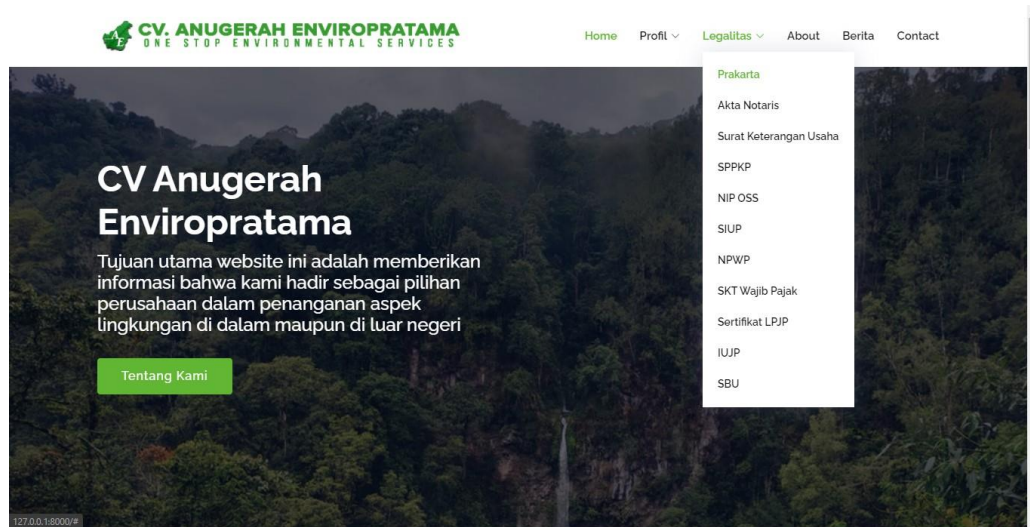 CV. ANUGERAH ENVIROPRATAMA
ONE STOP ENVIRONMENTAL SERVICES
AE
Home Profil Legalitas About Berita Contact
Prakarta
Akta Notaris
Surat Keterangan Usaha
SPPKP
NIP OSS
SIUP
NPWP
SKT Wajib Pajak
Sertifikat LPJP
IUJP
SBU
CV Anugerah
Enviropratama
Tujuan utama website ini adalah memberikan
informasi bahwa kami hadir sebagai pilihan
perusahaan dalam penanganan aspek
lingkungan di dalam maupun di luar negeri
Tentang Kami
127.0.0.1:8000/#